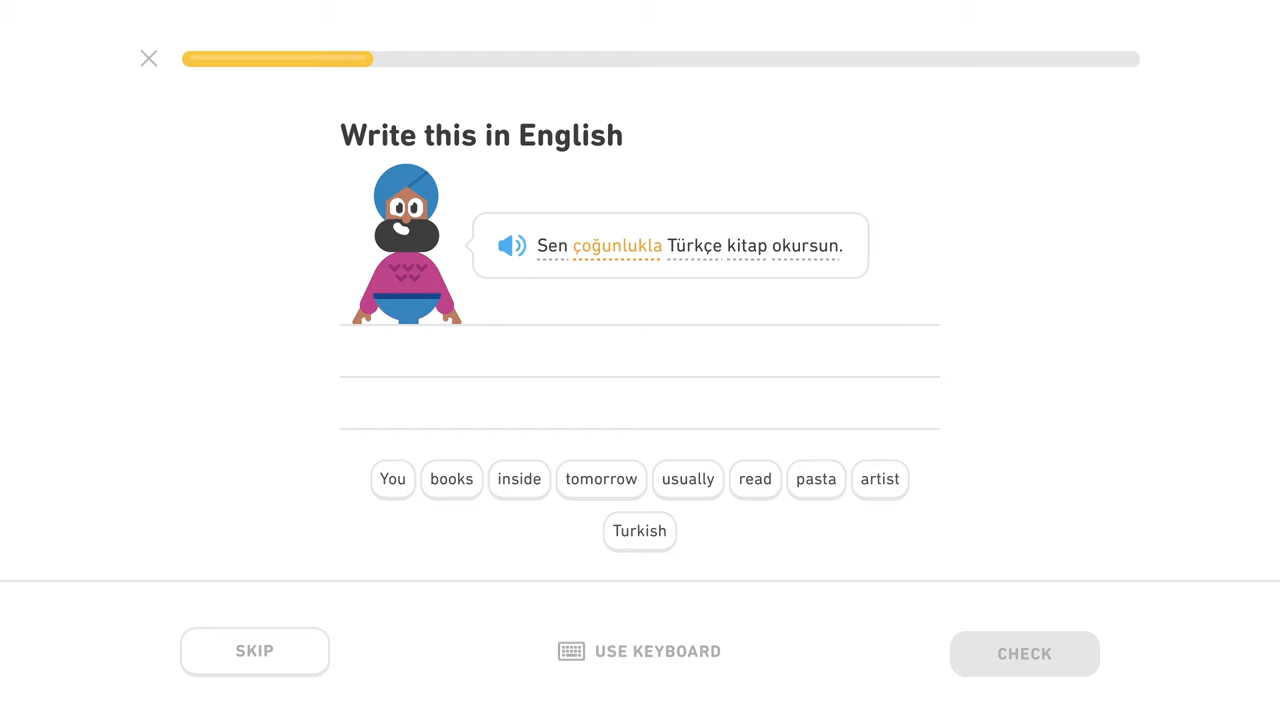 Write this in English
Sen çoğunlukla Türkçe kitap okursun.
You books inside tomorrow usually read pasta artist
Turkish
SKIP USE KEYBOARD CHECK